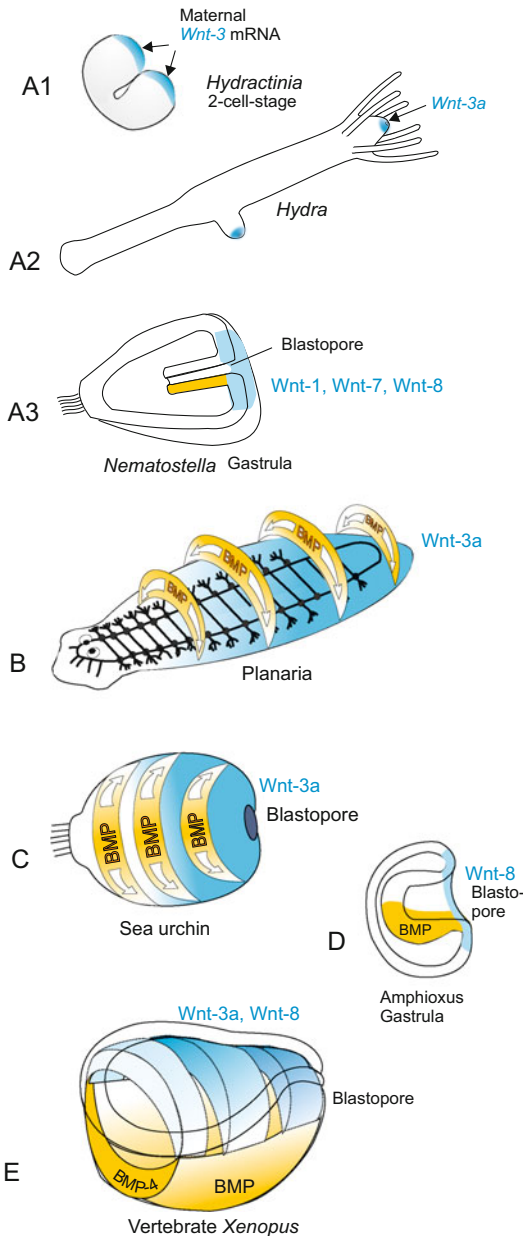 Maternal
Wnt-3 mRNA
A1
Hydractinia
2-cell-stage
Wnt-3a
Hydra
A2
Blastopore
A3
Wnt-1, Wnt-7, Wnt-8
Nematostella Gastrula
BMP
BMP
BMP
BMP
Wnt-3a
B
Planaria
Wnt-3a
Blastopore
BMP
BMP
BMP
C
Sea urchin
Wnt-8
Blasto-
pore
D
BMP
Amphioxus
Gastrula
Wnt-3a, Wnt-8
Blastopore
E
BMP-4
BMP
Vertebrate Xenopus